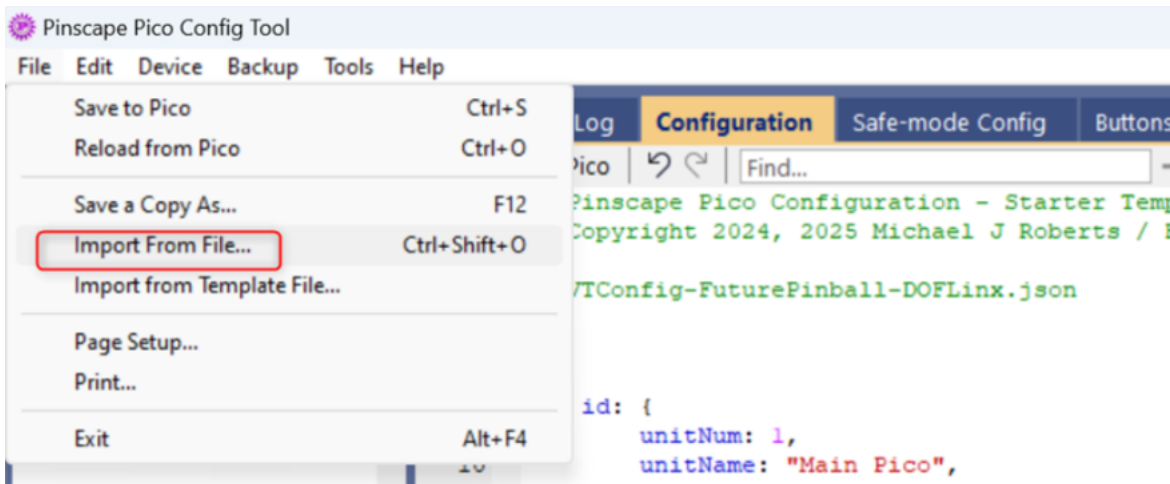 Pinscape Pico Config Tool
File Edit Device Backup Tools Help
Save to Pico Ctrl+S
Reload from Pico Ctrl+O
Save a Copy As... F12
Import From File... Ctrl+Shift+O
Import from Template File...
Page Setup...
Print...
Exit Alt+F4
Log Configuration Safe-mode Config Buttons
Pico Find...
Pinscape Pico Configuration - Starter Temp
Copyright 2024, 2025 Michael J Roberts /
VTConfig-FuturePinball-DOFLinx.json
id: {
unitNum: 1,
unitName: "Main Pico",